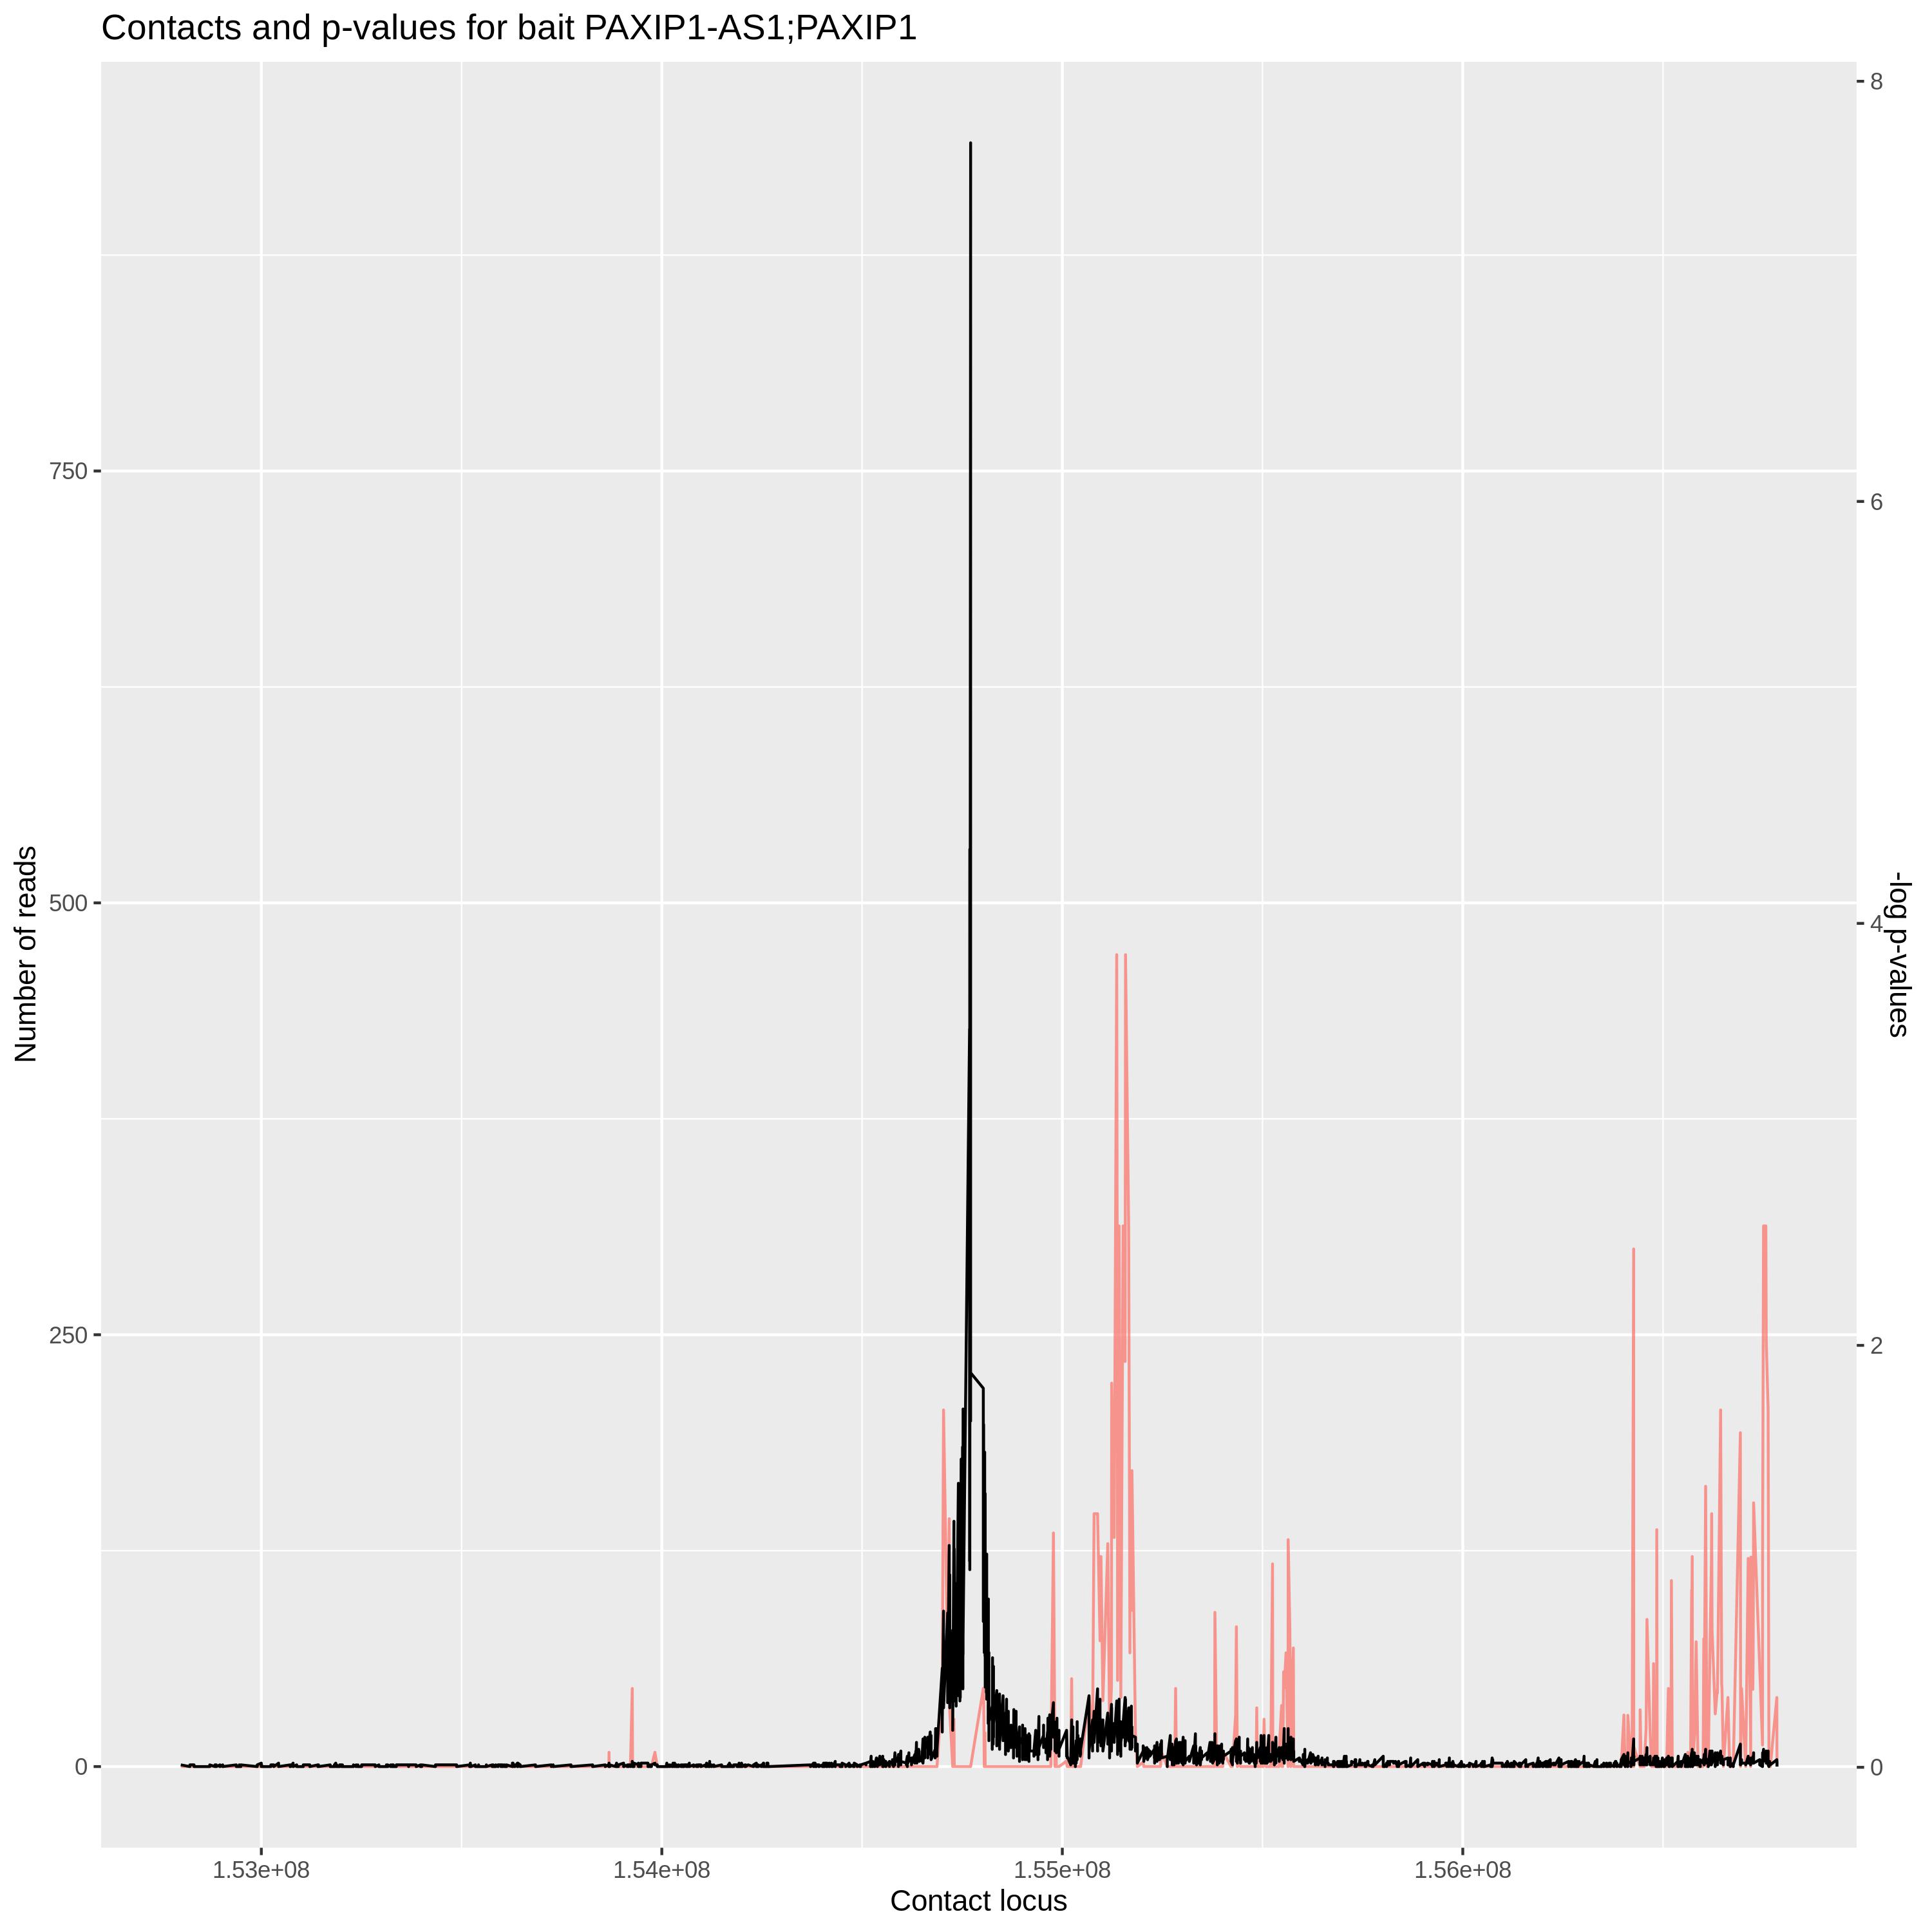 Contacts and p-values for bait PAXIP1-AS1;PAXIP1
8
750
6
Number of reads
500
4
-log p-values
250
2
0
0
1.53e+08
1.54e+08
1.55e+08
1.56e+08
Contact locus